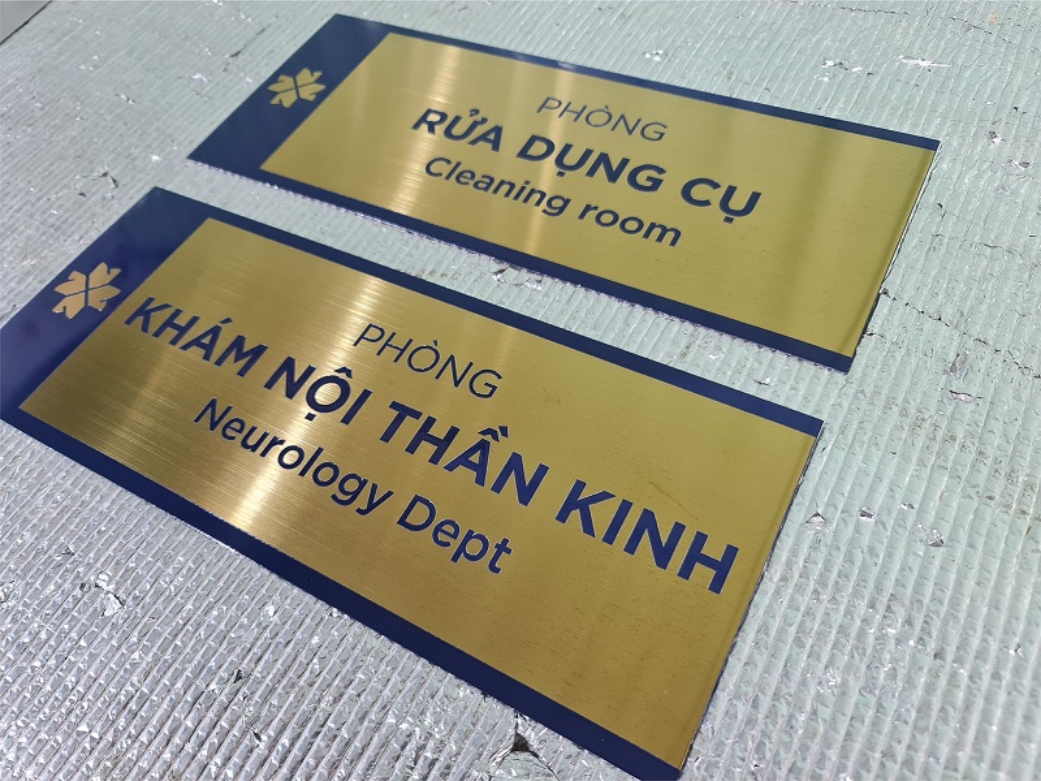 PHÒNG
RỬA DỤNG CỤ
Cleaning room
PHÒNG
KHÁM NỘI THẦN KINH
Neurology Dept